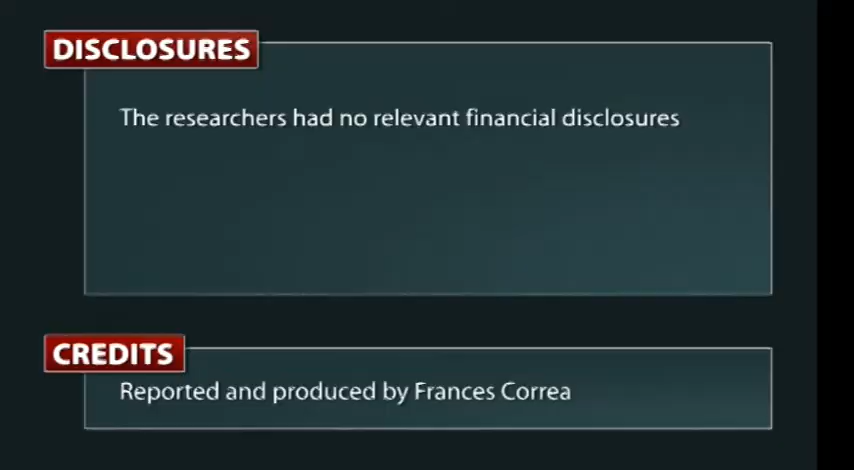 DISCLOSURES
The researchers had no relevant financial disclosures
CREDITS
Reported and produced by Frances Correa